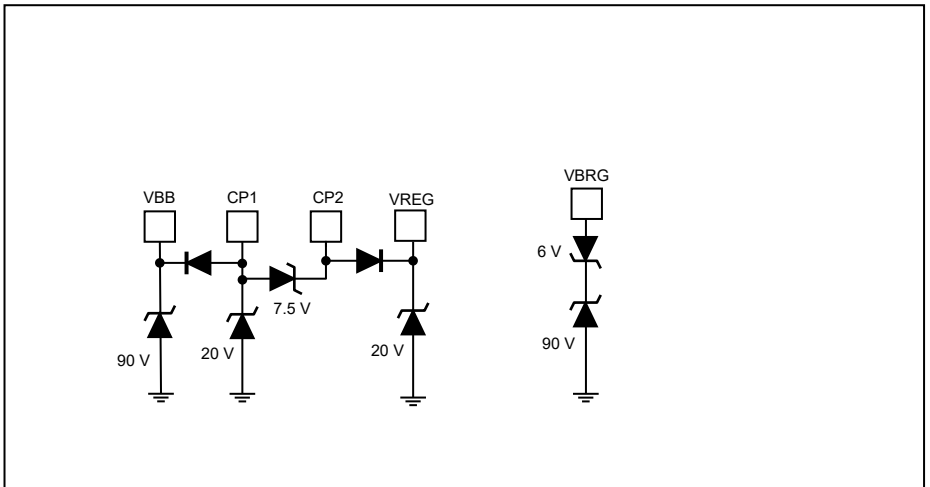 VBB
CP1
CP2
VREG
VBRG
6 V
7.5 V
90 V
20 V
20 V
90 V